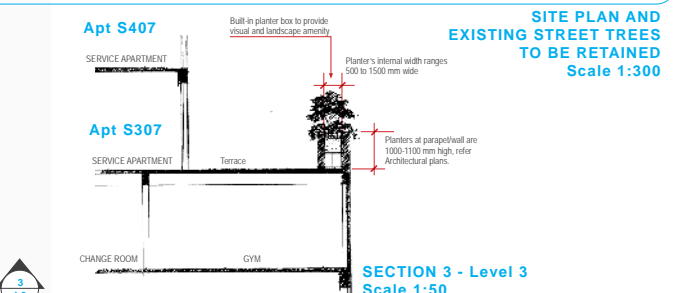 Apt S407
Built-in planter box to provide
visual and landscape amenity
SITE PLAN AND
EXISTING STREET TREES
TO BE RETAINED
Scale 1:300
SERVICE APARTMENT
Planter's internal width ranges
500 to 1500 mm wide
Apt S307
Planters at parapet/wall are
1000-1100 mm high, refer
Architectural plans.
SERVICE APARTMENT
Terrace
CHANGE ROOM
GYM
3
SECTION 3 - Level 3
Scale 1:50